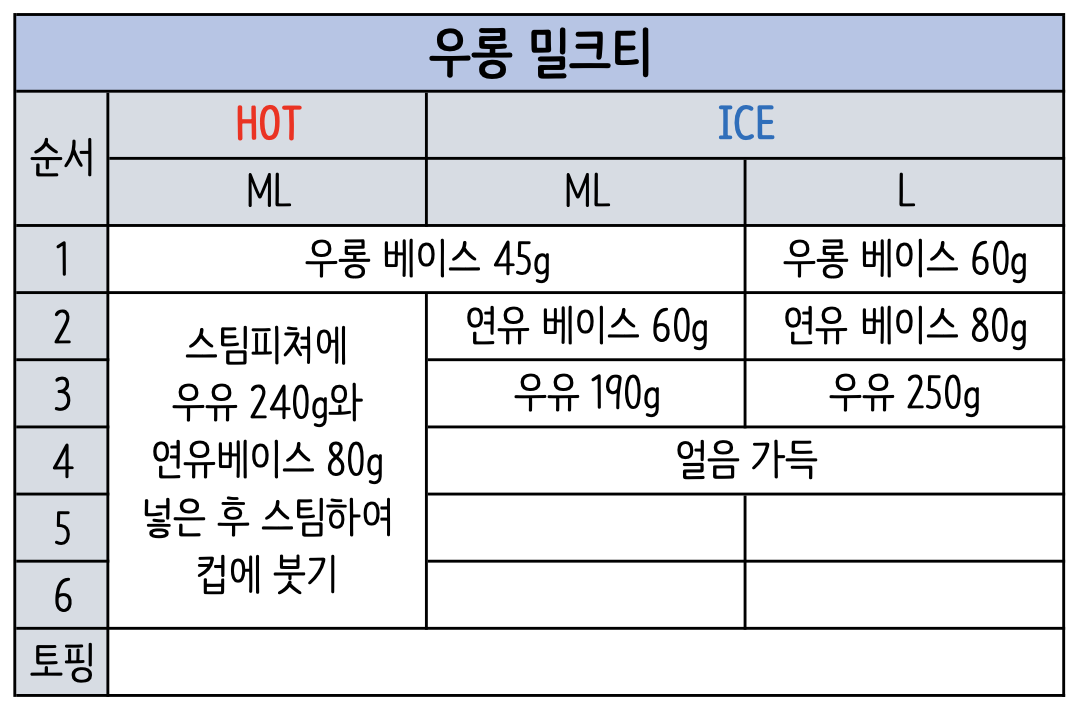 우롱 밀크티
순서
HOT
ICE
ML
ML
L
1
우롱 베이스 45g
우롱 베이스 60g
2
스팀피쳐에
우유 240g와
연유베이스 80g
넣은 후 스팀하여
컵에 붓기
연유 베이스 60g
연유 베이스 80g
3
우유 190g
우유 250g
4
얼음 가득
5
6
토핑